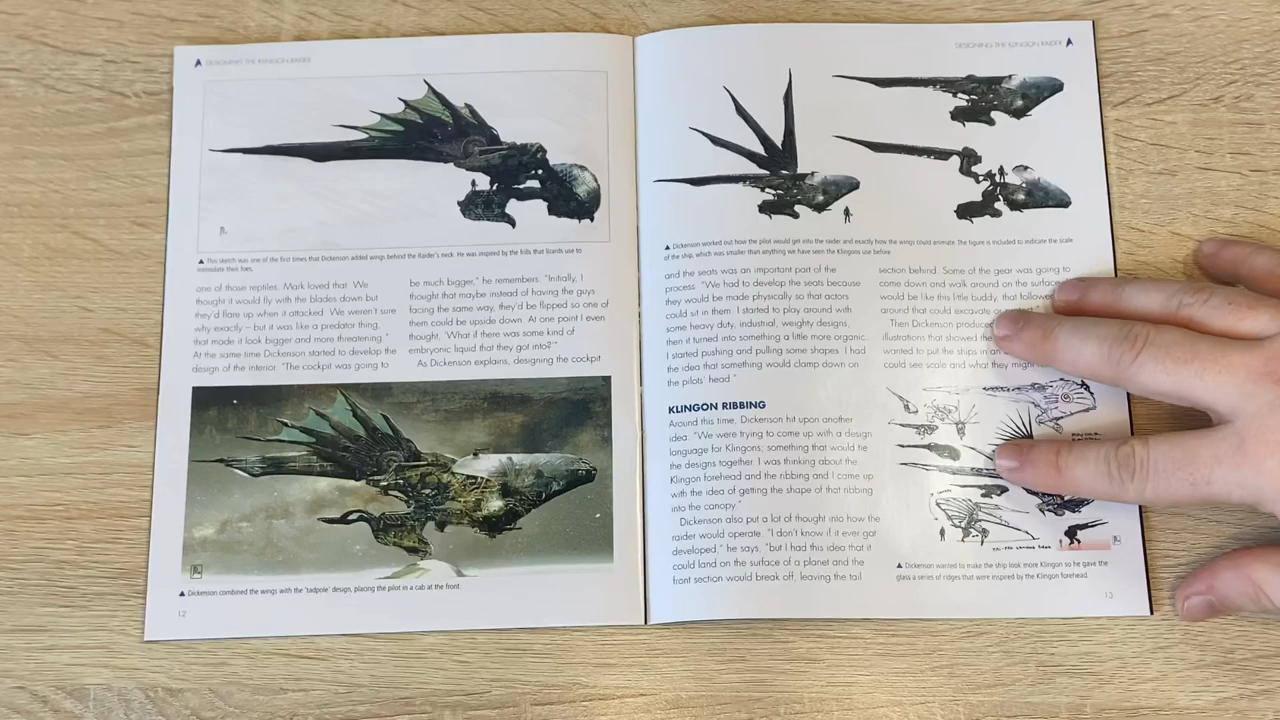 DESIGNING THE KLINGON RAIDER
This sketch was one of the first times that Dickenson added wings behind the Raider's neck. He was inspired by the frills that lizards use to
intimidate their foes.
one of those reptiles. Mark loved that. We
thought it would fly with the blades down but
they'd flare up when it attacked. We weren't sure
why exactly – but it was like a predator thing,
that made it look bigger and more threatening."
At the same time Dickenson started to develop the
design of the interior. "The cockpit was going to
be much bigger," he remembers. "Initially, I
thought that maybe instead of having the guys
facing the same way, they'd be flipped so one of
them could be upside down. At one point I even
thought, 'What if there was some kind of
embryonic liquid that they got into?'"
As Dickenson explains, designing the cockpit
Dickenson combined the wings with the 'tadpole' design, placing the pilot in a cab at the front
12
DESIGNING THE KLINGON RAIDER
Dickenson worked out how the pilot would get into the raider and exactly how the wings could animate. The figure is included to indicate the scale
of the ship, which was smaller than anything we have seen the Klingons use before
and the seats was an important part of the
process. "We had to develop the seats because
they would be made physically so that actors
could sit in them. I started to play around with
some heavy duty, industrial, weighty designs,
then it turned into something a little more organic.
I started pushing and pulling some shapes. I had
the idea that something would clamp down on
the pilots' head."
KLINGON RIBBING
Around this time, Dickenson hit upon another
idea. "We were trying to come up with a design
language for Klingons; something that would tie
the designs together. I was thinking about the
Klingon forehead and the ribbing and I came up
with the idea of getting the shape of that ribbing
into the canopy."
Dickenson also put a lot of thought into how the
raider would operate. "I don't know if it ever got
developed," he says, "but I had this idea that it
could land on the surface of a planet and the
front section would break off, leaving the tail
section behind. Some of the gear was going to
come down and walk around on the surface
would be like this little buddy, that followe
around that could excavate or
Then Dickenson produce
illustrations that showed the
wanted to put the ships in an
could see scale and what they might
Dickenson wanted to make the ship look more Klingon so he gave the
glass a series of ridges that were inspired by the Klingon forehead.
13